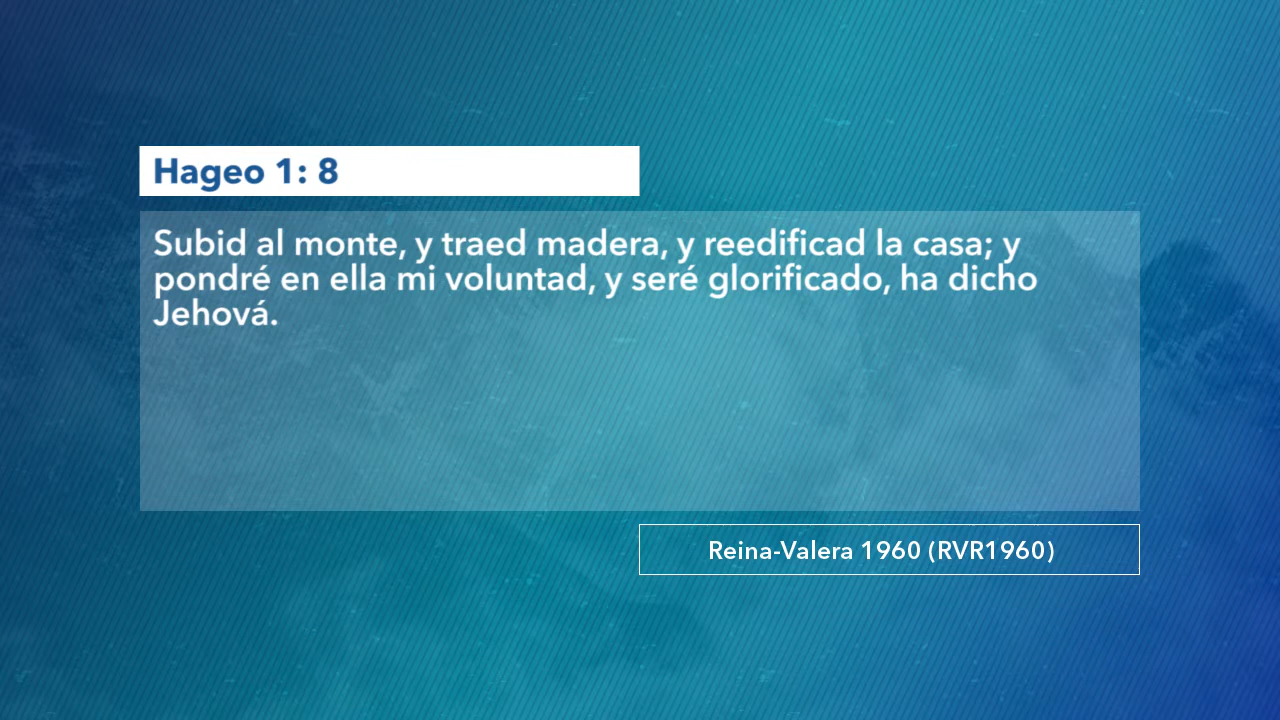 Hageo 1: 8
Subid al monte, y traed madera, y reedificad la casa; y
pondré en ella mi voluntad, y seré glorificado, ha dicho
Jehová.
Reina-Valera 1960 (RVR1960)